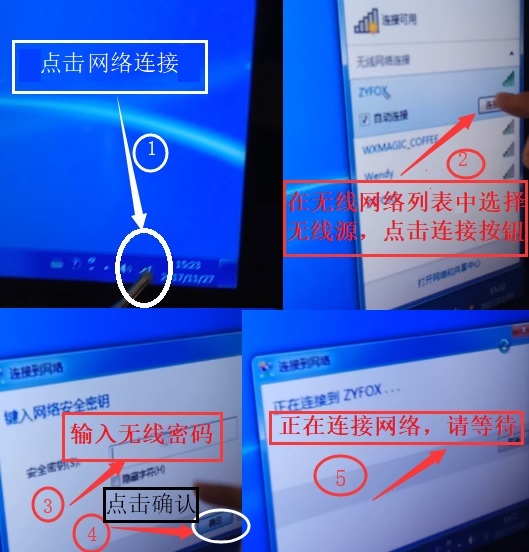 点击网络连接
1
15:23
2017/11/27
连接可用
无线网络连接
ZYFOX
自动连接
连接
WXMAGIC_COFFEE
2
Wendy
在无线网络列表中选择
无线源，点击连接按钮
打开网络和共享中心
连接到网络
键入网络安全密钥
输入无线密码
安全密钥(S):
隐藏字符(H)
3
点击确认
4
确定
连接到网络
正在连接到 ZYFOX...
正在连接网络，请等待
5